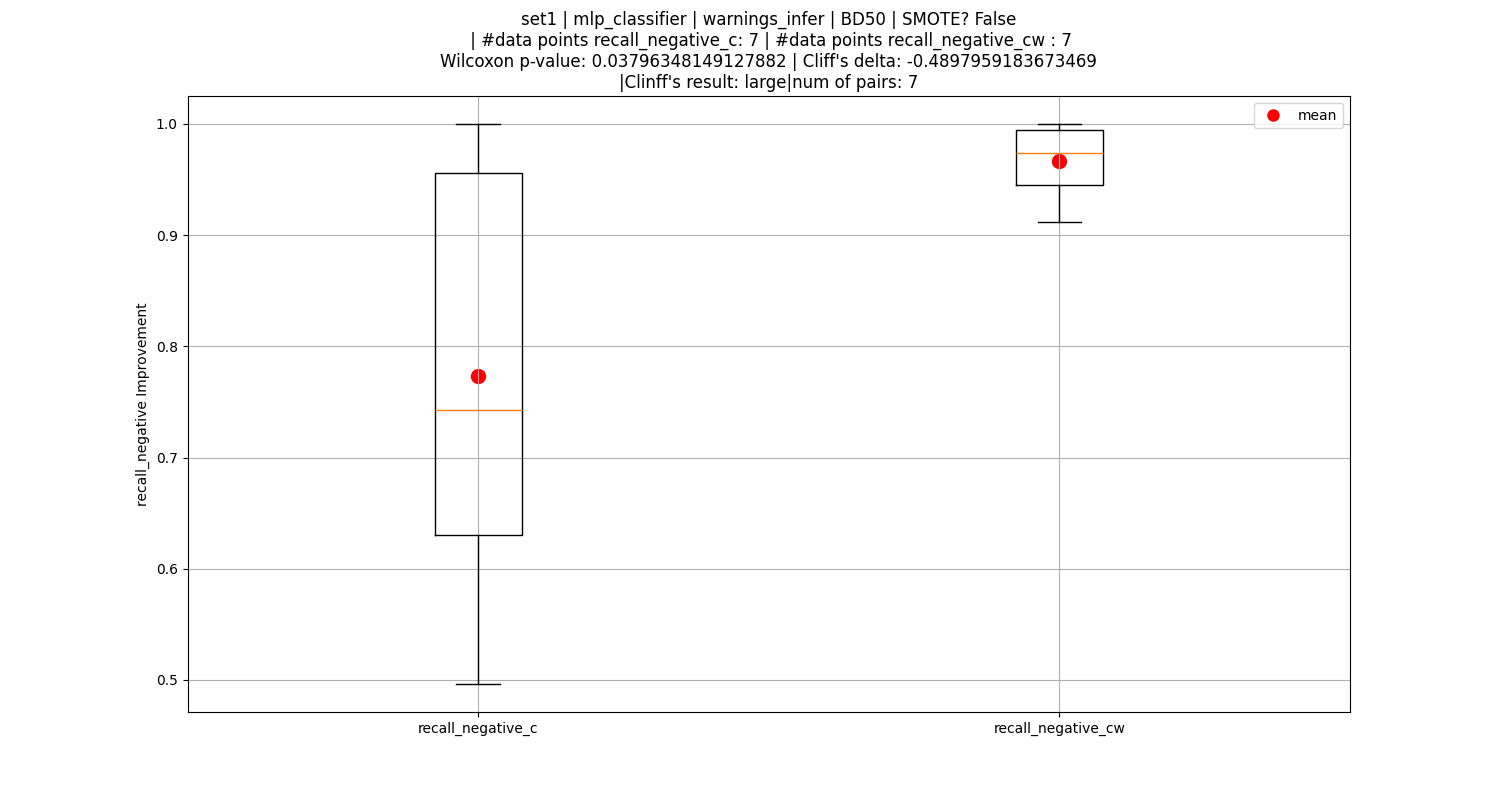 set1 | mlp_classifier | warnings_infer | BD50 | SMOTE? False
| #data points recall_negative_c: 7 | #data points recall_negative_cw : 7
Wilcoxon p-value: 0.03796348149127882 | Cliff's delta: -0.4897959183673469
|Clinff's result: large|num of pairs: 7
mean
1.0
0.9
0.8
0.7
0.6
0.5
recall_negative Improvement
recall_negative_c
recall_negative_cw